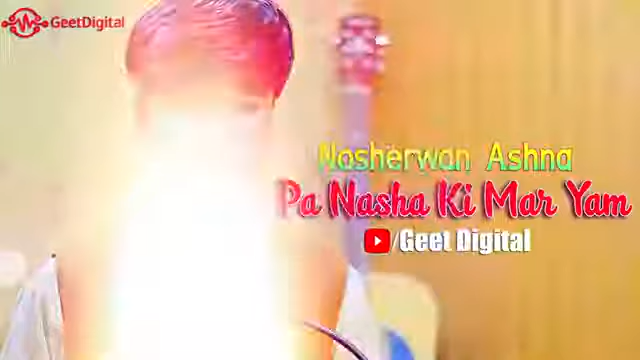 GeetDigital
Nosherwan Ashna
Pa Nasha Ki Mar Yam
/Geet Digital